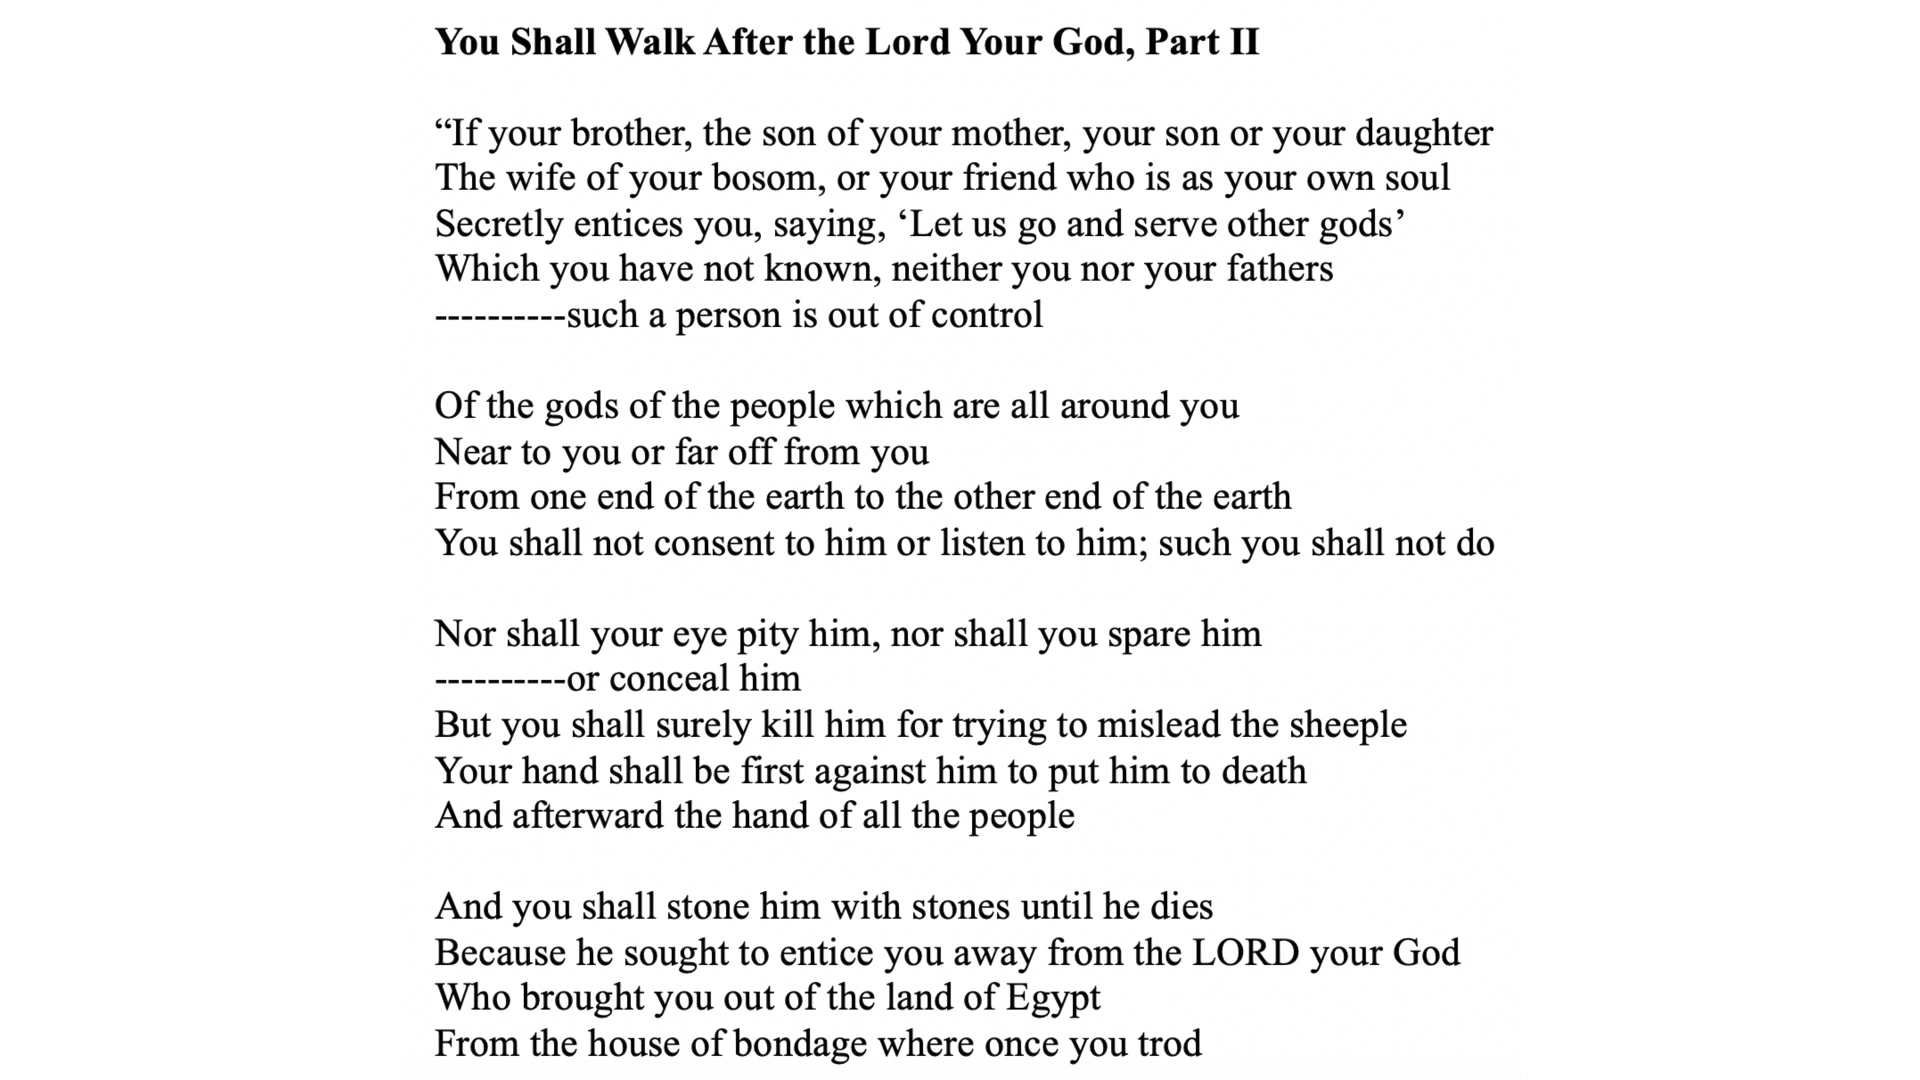 You Shall Walk After the Lord Your God, Part II
“If your brother, the son of your mother, your son or your daughter
The wife of your bosom, or your friend who is as your own soul
Secretly entices you, saying, ‘Let us go and serve other gods’
Which you have not known, neither you nor your fathers
----------such a person is out of control
Of the gods of the people which are all around you
Near to you or far off from you
From one end of the earth to the other end of the earth
You shall not consent to him or listen to him; such you shall not do
Nor shall your eye pity him, nor shall you spare him
----------or conceal him
But you shall surely kill him for trying to mislead the sheeple
Your hand shall be first against him to put him to death
And afterward the hand of all the people
And you shall stone him with stones until he dies
Because he sought to entice you away from the LORD your God
Who brought you out of the land of Egypt
From the house of bondage where once you trod